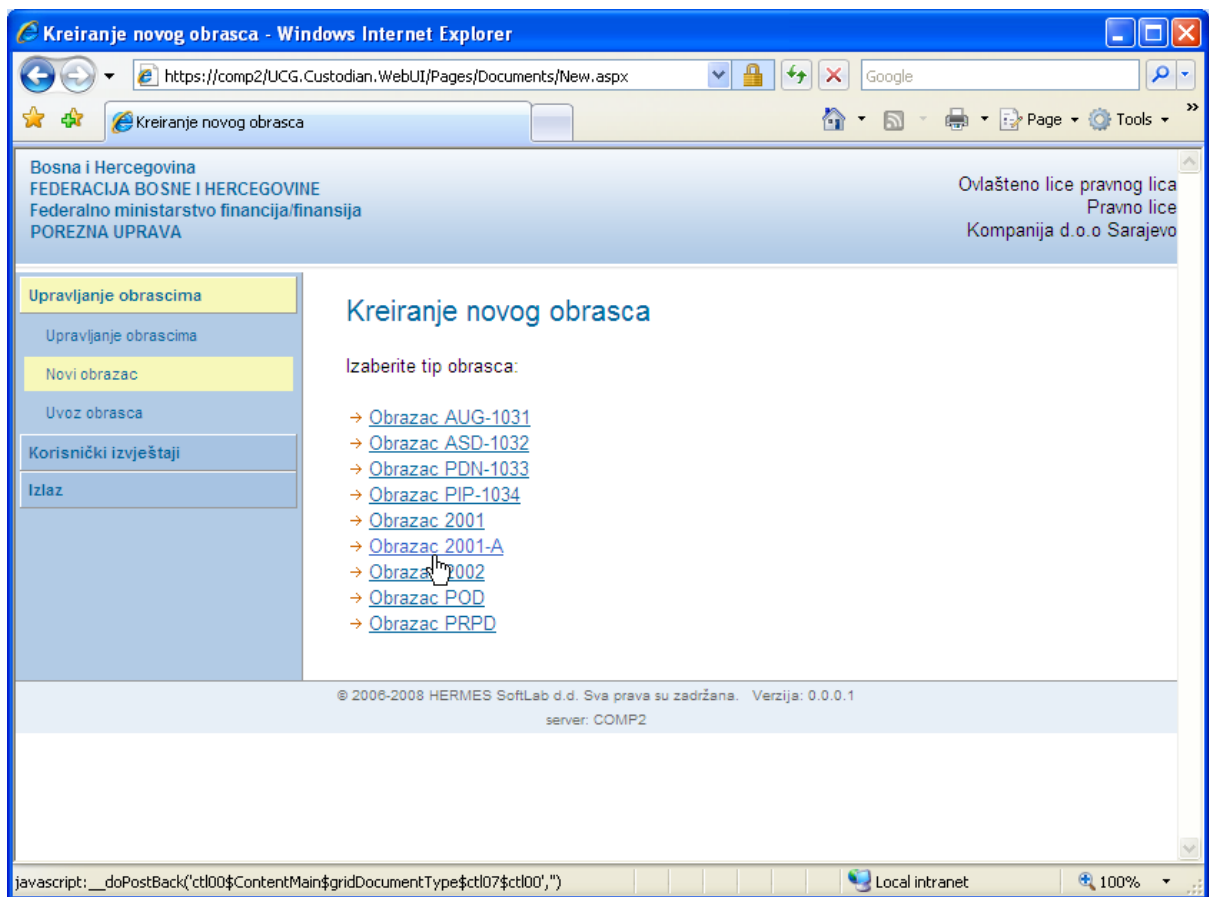 Kreiranje novog obrasca - Windows Internet Explorer
https://comp2/UCG.Custodian.WebUI/Pages/Documents/New.aspx
Google
Kreiranje novog obrasca
Page
Tools
Bosna i Hercegovina
FEDERACIJA BOSNE I HERCEGOVINE
Federalno ministarstvo financija/finansija
POREZNA UPRAVA
Ovlašteno lice pravnog lica
Pravno lice
Kompanija d.o.o Sarajevo
Upravljanje obrascima
Upravljanje obrascima
Novi obrazac
Uvoz obrasca
Korisnički izvještaji
Izlaz
Kreiranje novog obrasca
Izaberite tip obrasca:
→ Obrazac AUG-1031
→ Obrazac ASD-1032
→ Obrazac PDN-1033
→ Obrazac PIP-1034
→ Obrazac 2001
→ Obrazac 2001-A
→ Obrazac 2002
→ Obrazac POD
→ Obrazac PRPD
© 2006-2008 HERMES SoftLab d.d. Sva prava su zadržana. Verzija: 0.0.0.1
server: COMP2
javascript:__doPostBack('ctl00$ContentMain$gridDocumentType$ctl07$ctl00','')
Local intranet
100%